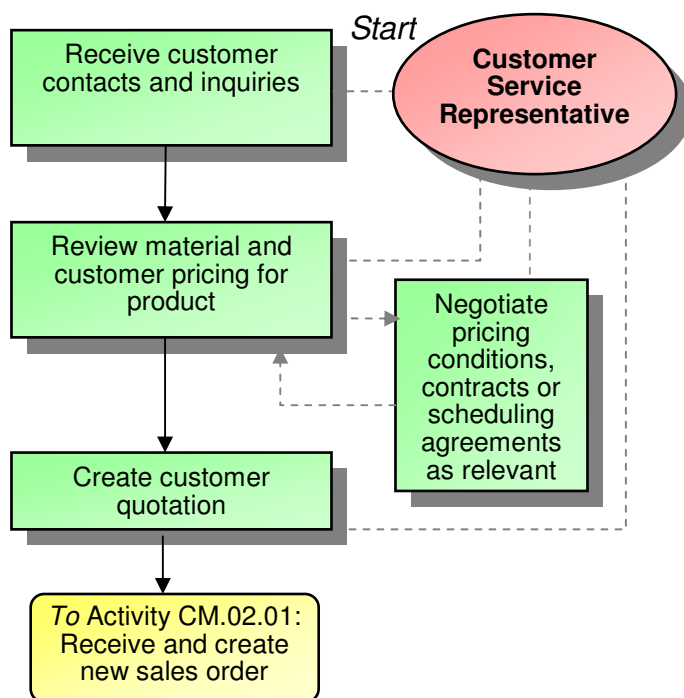 Start
Receive customer
contacts and inquiries
Customer
Service
Representative
Review material and
customer pricing for
product
Negotiate
pricing
conditions,
contracts or
scheduling
agreements
as relevant
Create customer
quotation
To Activity CM.02.01:
Receive and create
new sales order